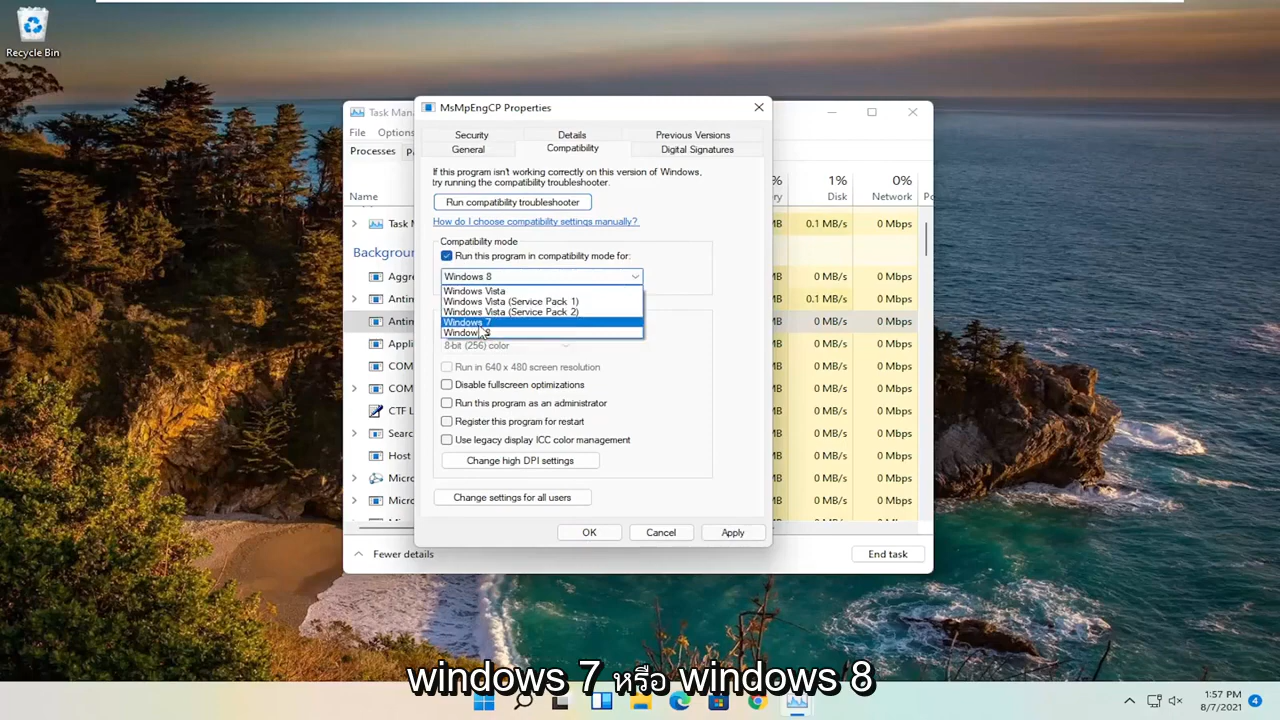 Recycle Bin
Task Man
File Options
Processes
Name
MsMpEngCP Properties
Security Details Previous Versions
General Compatibility Digital Signatures
If this program isn't working correctly on this version of Windows,
try running the compatibility troubleshooter.
Run compatibility troubleshooter
How do I choose compatibility settings manually?
Compatibility mode
Run this program in compatibility mode for:
Windows 8
Windows Vista
Windows Vista (Service Pack 1)
Windows Vista (Service Pack 2)
Windows 7
Windows 8
8-bit (256) color
Run in 640 x 480 screen resolution
Disable fullscreen optimizations
Run this program as an administrator
Register this program for restart
Use legacy display ICC color management
Change high DPI settings
Change settings for all users
OK Cancel Apply
% 1% 0%
ry Disk Network Po
Task M MB 0.1 MB/s 0 Mbps
Backgroun
Aggre MB 0 MB/s 0 Mbps
Antim MB 0.1 MB/s 0 Mbps
Antim MB 0 MB/s 0 Mbps
Appli MB 0 MB/s 0 Mbps
COM MB 0 MB/s 0 Mbps
COM MB 0 MB/s 0 Mbps
CTF L MB 0 MB/s 0 Mbps
Searc MB 0 MB/s 0 Mbps
Host MB 0 MB/s 0 Mbps
Micro MB 0 MB/s 0 Mbps
Micro MB 0 MB/s 0 Mbps
Fewer details End task
windows 7 หรือ windows 8
1:57 PM
8/7/2021
4